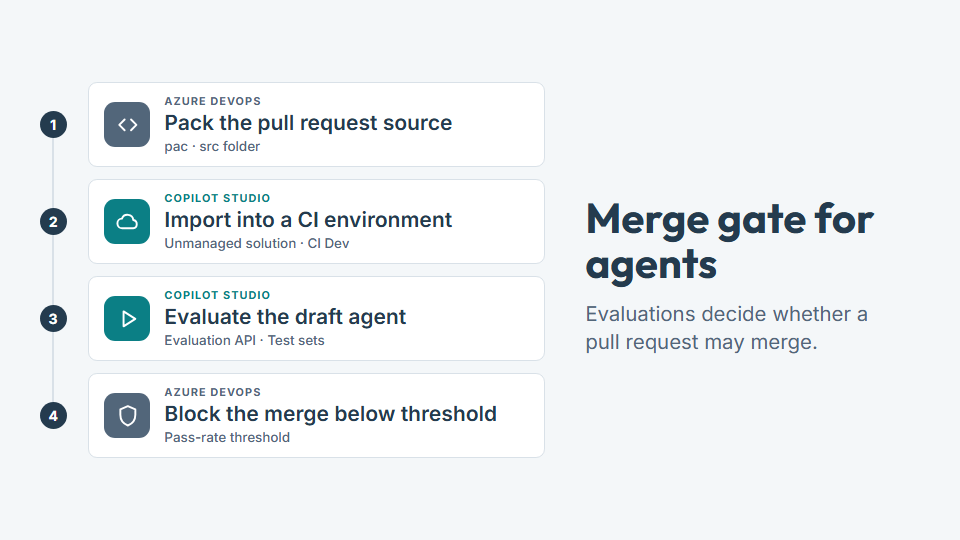 1
AZURE DEVOPS
Pack the pull request source
pac · src folder
2
COPILOT STUDIO
Import into a CI environment
Unmanaged solution · CI Dev
3
COPILOT STUDIO
Evaluate the draft agent
Evaluation API · Test sets
4
AZURE DEVOPS
Block the merge below threshold
Pass-rate threshold
Merge gate for
agents
Evaluations decide whether a
pull request may merge.